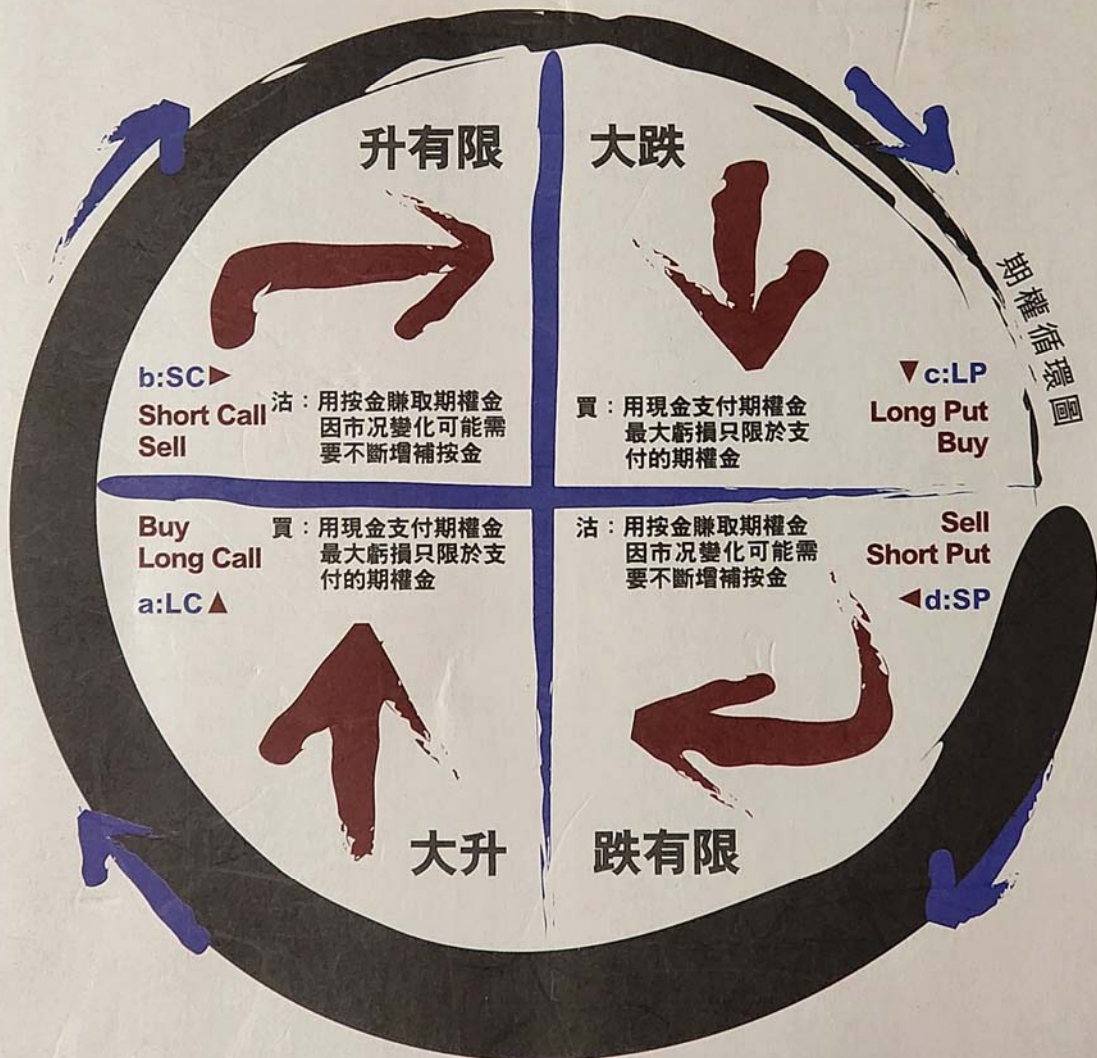 升有限
大跌
期權循環圖
b:SC▶
Short Call
Sell
沽：用按金賺取期權金
因市況變化可能需
要不斷增補按金
買：用現金支付期權金
最大虧損只限於支
付的期權金
▼c:LP
Long Put
Buy
Buy
Long Call
a:LC▲
買：用現金支付期權金
最大虧損只限於支
付的期權金
沽：用按金賺取期權金
因市況變化可能需
要不斷增補按金
Sell
Short Put
◀d:SP
大升
跌有限